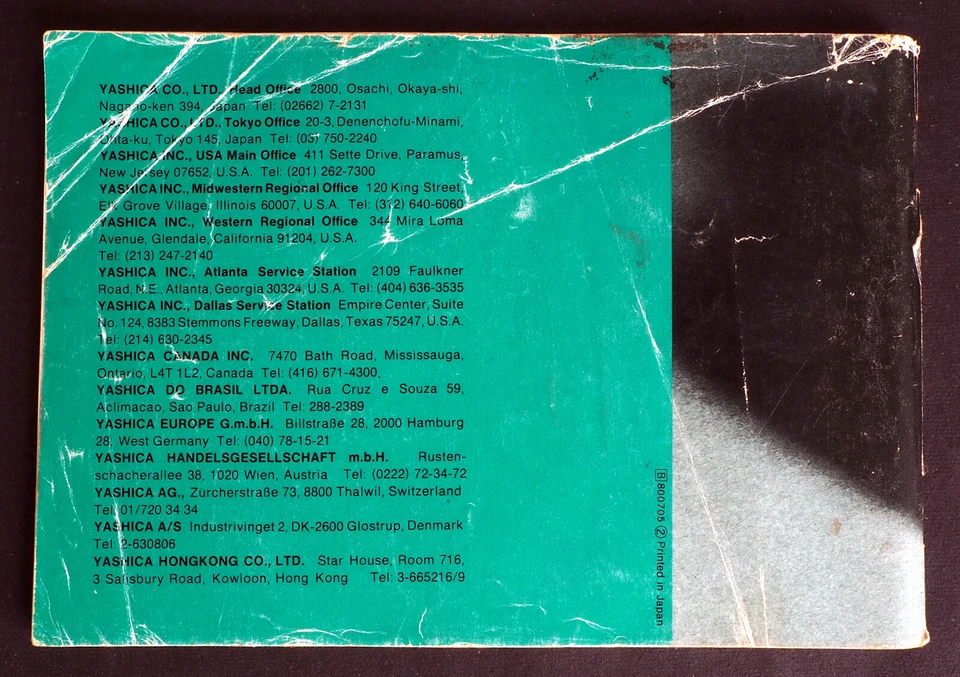 YASHICA CO., LTD. Head Office 2800, Osachi, Okaya-shi,
Nagano-ken 394, Japan Tel: (02662) 7-2131
YASHICA CO., LTD., Tokyo Office 20-3, Denenchofu-Minami,
Ohta-ku, Tokyo 145, Japan Tel: (03) 750-2240
YASHICA INC., USA Main Office 411 Sette Drive, Paramus,
New Jersey 07652, U.S.A. Tel: (201) 262-7300
YASHICA INC., Midwestern Regional Office 120 King Street,
Elk Grove Village, Illinois 60007, U.S.A. Tel: (312) 640-6060
YASHICA INC., Western Regional Office 344 Mira Loma
Avenue, Glendale, California 91204, U.S.A.
Tel: (213) 247-2140
YASHICA INC., Atlanta Service Station 2109 Faulkner
Road, N.E., Atlanta, Georgia 30324, U.S.A. Tel: (404) 636-3535
YASHICA INC., Dallas Service Station Empire Center, Suite
No. 124, 8383 Stemmons Freeway, Dallas, Texas 75247, U.S.A.
Tel: (214) 630-2345
YASHICA CANADA INC. 7470 Bath Road, Mississauga,
Ontario, L4T 1L2, Canada Tel: (416) 671-4300,
YASHICA DO BRASIL LTDA. Rua Cruz e Souza 59,
Aclimacao, Sao Paulo, Brazil Tel: 288-2389
YASHICA EUROPE G.m.b.H. Billstraße 28, 2000 Hamburg
28, West Germany Tel: (040) 78-15-21
YASHICA HANDELSGESELLSCHAFT m.b.H. Rusten-
schacherallee 38, 1020 Wien, Austria Tel: (0222) 72-34-72
YASHICA AG., Zürcherstraße 73, 8800 Thalwil, Switzerland
Tel: 01/720 34 34
YASHICA A/S Industrivinget 2, DK-2600 Glostrup, Denmark
Tel: 2-630806
YASHICA HONGKONG CO., LTD. Star House, Room 716,
3 Salisbury Road, Kowloon, Hong Kong Tel: 3-665216/9
B 800705 ② Printed in Japan